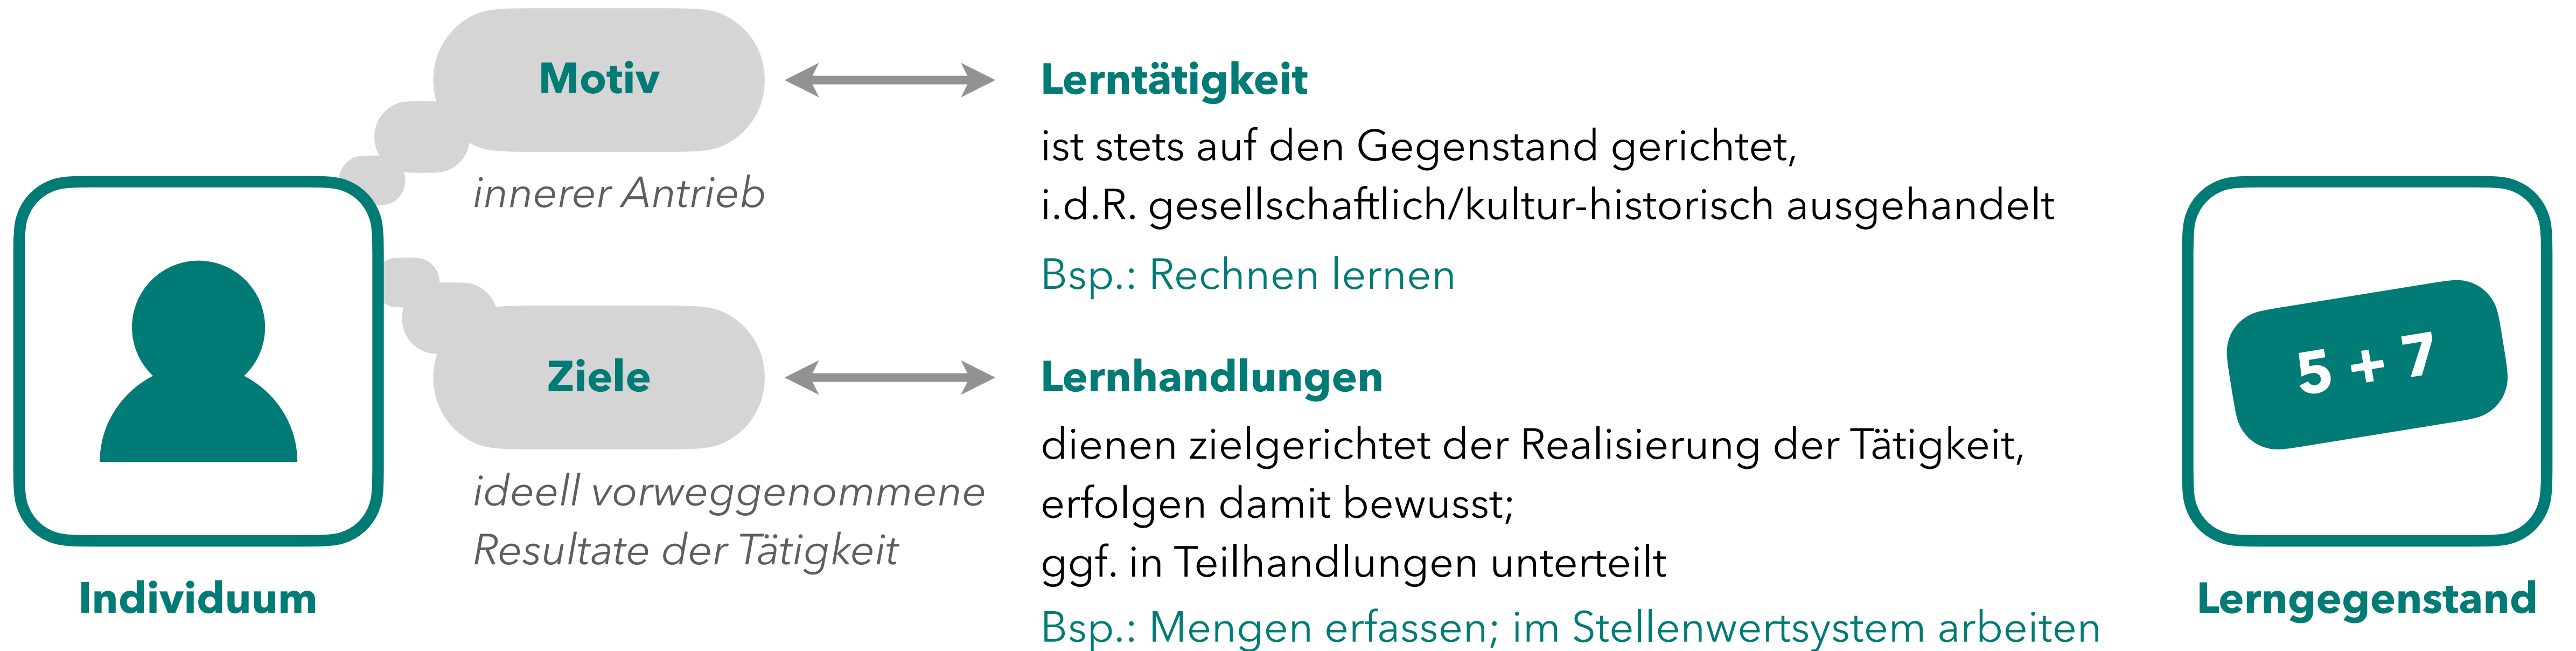 Motiv
innerer Antrieb
Lerntätigkeit
ist stets auf den Gegenstand gerichtet,
i.d.R. gesellschaftlich/kultur-historisch ausgehandelt
Bsp.: Rechnen lernen
Ziele
ideell vorweggenommene
Resultate der Tätigkeit
Lernhandlungen
dienen zielgerichtet der Realisierung der Tätigkeit,
erfolgen damit bewusst;
ggf. in Teilhandlungen unterteilt
Bsp.: Mengen erfassen; im Stellenwertsystem arbeiten
Individuum
5 + 7
Lerngegenstand